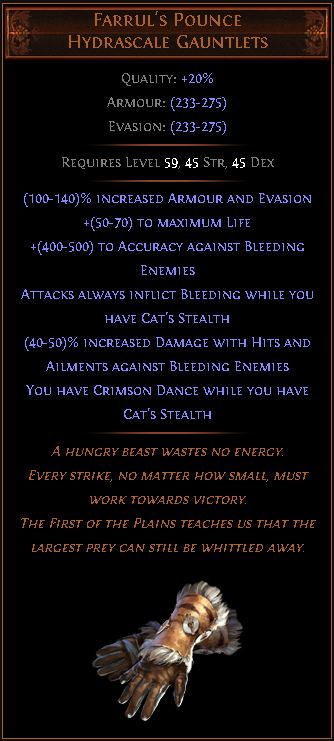 Farrul's Pounce
Hydrascale Gauntlets
Quality: +20%
Armour: (233-275)
Evasion: (233-275)
Requires Level 59, 45 Str, 45 Dex
(100-140)% increased Armour and Evasion
+(50-70) to maximum Life
+(400-500) to Accuracy against Bleeding
Enemies
Attacks always inflict Bleeding while you
have Cat's Stealth
(40-50)% increased Damage with Hits and
Ailments against Bleeding Enemies
You have Crimson Dance while you have
Cat's Stealth
A hungry beast wastes no energy.
Every strike, no matter how small, must
work towards victory.
The First of the Plains teaches us that the
largest prey can still be whittled away.